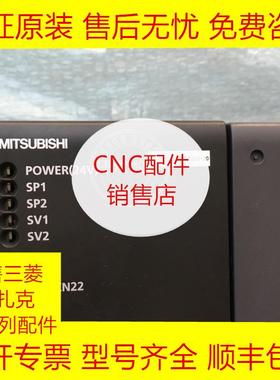 证原装 售后无忧 免费咨
MITSUBISHI
CNC配件
销售店
POWER(24V
SP1
SP2
SV1
SV2
N22
三菱
扎克
列配件
开专票 型号齐全 顺丰包